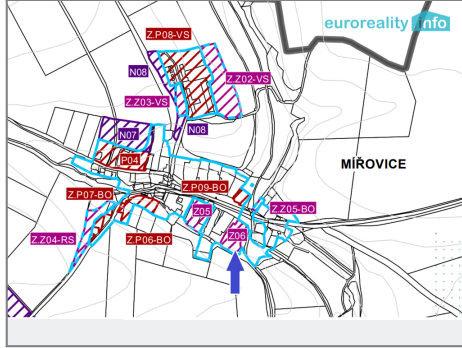 euroreality info
Z.P08-VS
N08
Z.Z02-VS
Z.Z03-VS
N07
N08
P04
MÍŘOVICE
Z.P07-BO
Z.P09-BO
Z05
Z.Z05-BO
Z.Z04-RS
Z.P06-BO
Z06